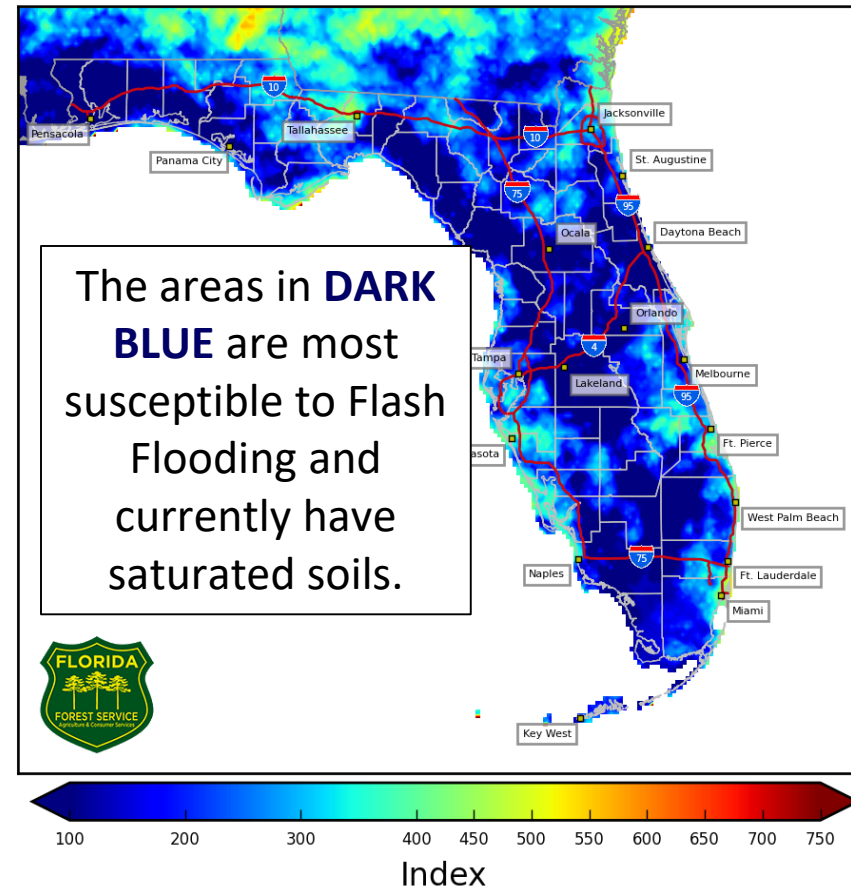 10
Jacksonville
Pensacola
Tallahassee
10
Panama City
St. Augustine
75
95
Ocala
Daytona Beach
The areas in DARK
BLUE are most
susceptible to Flash
Flooding and
currently have
saturated soils.
Orlando
4
Tampa
Melbourne
Lakeland
95
Ft. Pierce
asota
West Palm Beach
75
Naples
Ft. Lauderdale
Miami
FLORIDA
FOREST SERVICE
Agriculture & Consumer Services
Key West
100 200 300 400 450 500 550 600 650 700 750
Index